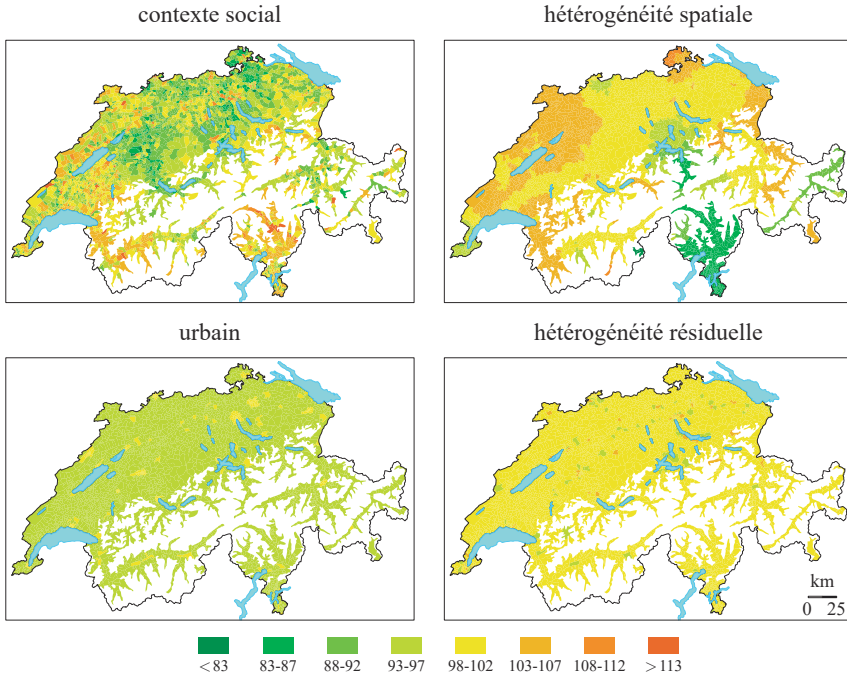 contexte social
hétérogénéité spatiale
urbain
hétérogénéité résiduelle
km
0 25
<83 83-87 88-92 93-97 98-102 103-107 108-112 >113